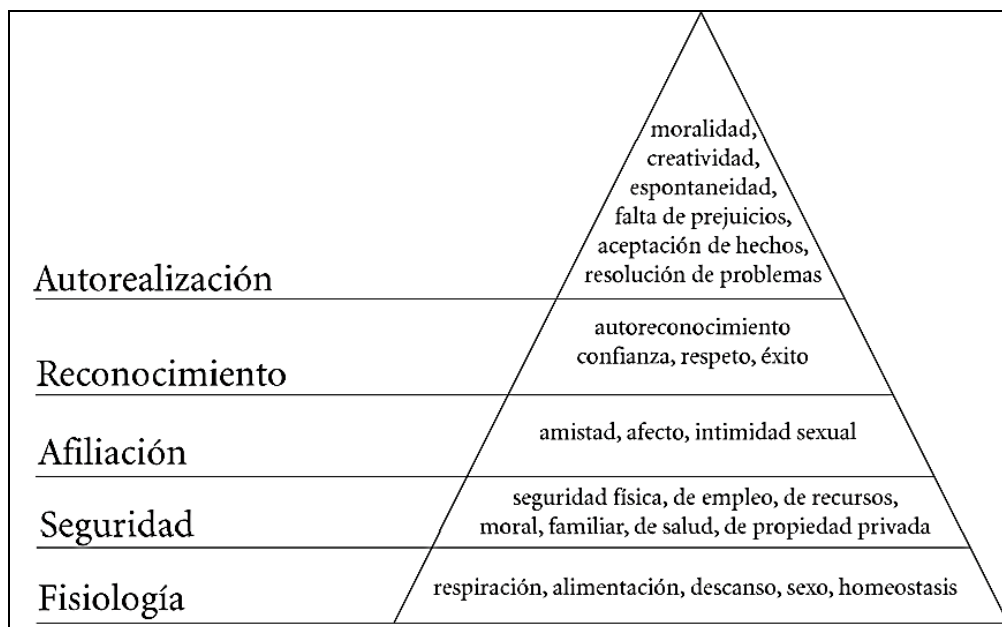 moralidad,
creatividad,
espontaneidad,
falta de prejuicios,
aceptación de hechos,
resolución de problemas
Autorealización
autoreconocimiento
confianza, respeto, éxito
Reconocimiento
amistad, afecto, intimidad sexual
Afiliación
seguridad física, de empleo, de recursos,
moral, familiar, de salud, de propiedad privada
Seguridad
respiración, alimentación, descanso, sexo, homeostasis
Fisiología